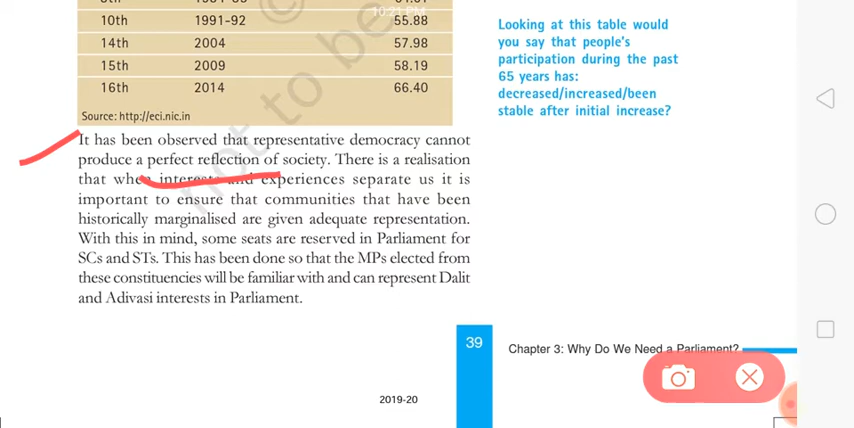 10:21 PM
10th 1991-92 55.88
14th 2004 57.98
15th 2009 58.19
16th 2014 66.40
Source: http://eci.nic.in
Looking at this table would
you say that people's
participation during the past
65 years has:
decreased/increased/been
stable after initial increase?
It has been observed that representative democracy cannot
produce a perfect reflection of society. There is a realisation
that when interests and experiences separate us it is
important to ensure that communities that have been
historically marginalised are given adequate representation.
With this in mind, some seats are reserved in Parliament for
SCs and STs. This has been done so that the MPs elected from
these constituencies will be familiar with and can represent Dalit
and Adivasi interests in Parliament.
39
Chapter 3: Why Do We Need a Parliament?
2019-20
© not to be